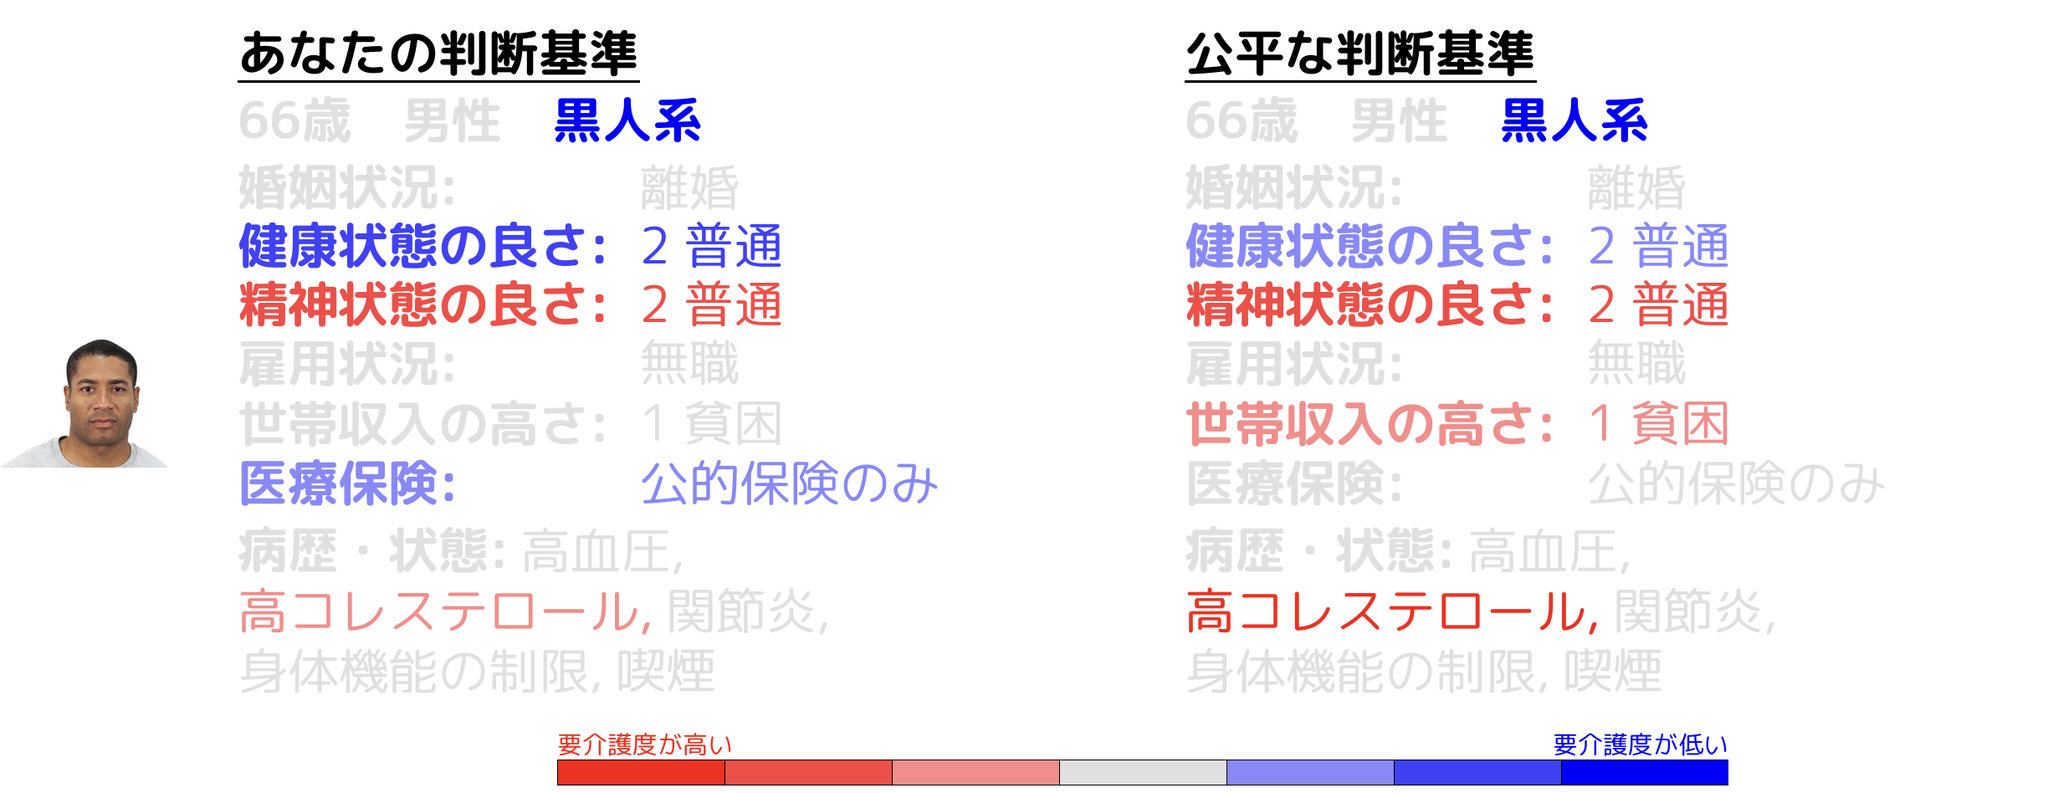 あなたの判断基準
66歳 男性 黒人系
婚姻状況: 離婚
健康状態の良さ: 2 普通
精神状態の良さ: 2 普通
雇用状況: 無職
世帯収入の高さ: 1 貧困
医療保険: 公的保険のみ
病歴・状態: 高血圧,
高コレステロール, 関節炎,
身体機能の制限, 喫煙
公平な判断基準
66歳 男性 黒人系
婚姻状況: 離婚
健康状態の良さ: 2 普通
精神状態の良さ: 2 普通
雇用状況: 無職
世帯収入の高さ: 1 貧困
医療保険: 公的保険のみ
病歴・状態: 高血圧,
高コレステロール, 関節炎,
身体機能の制限, 喫煙
要介護度が高い
要介護度が低い